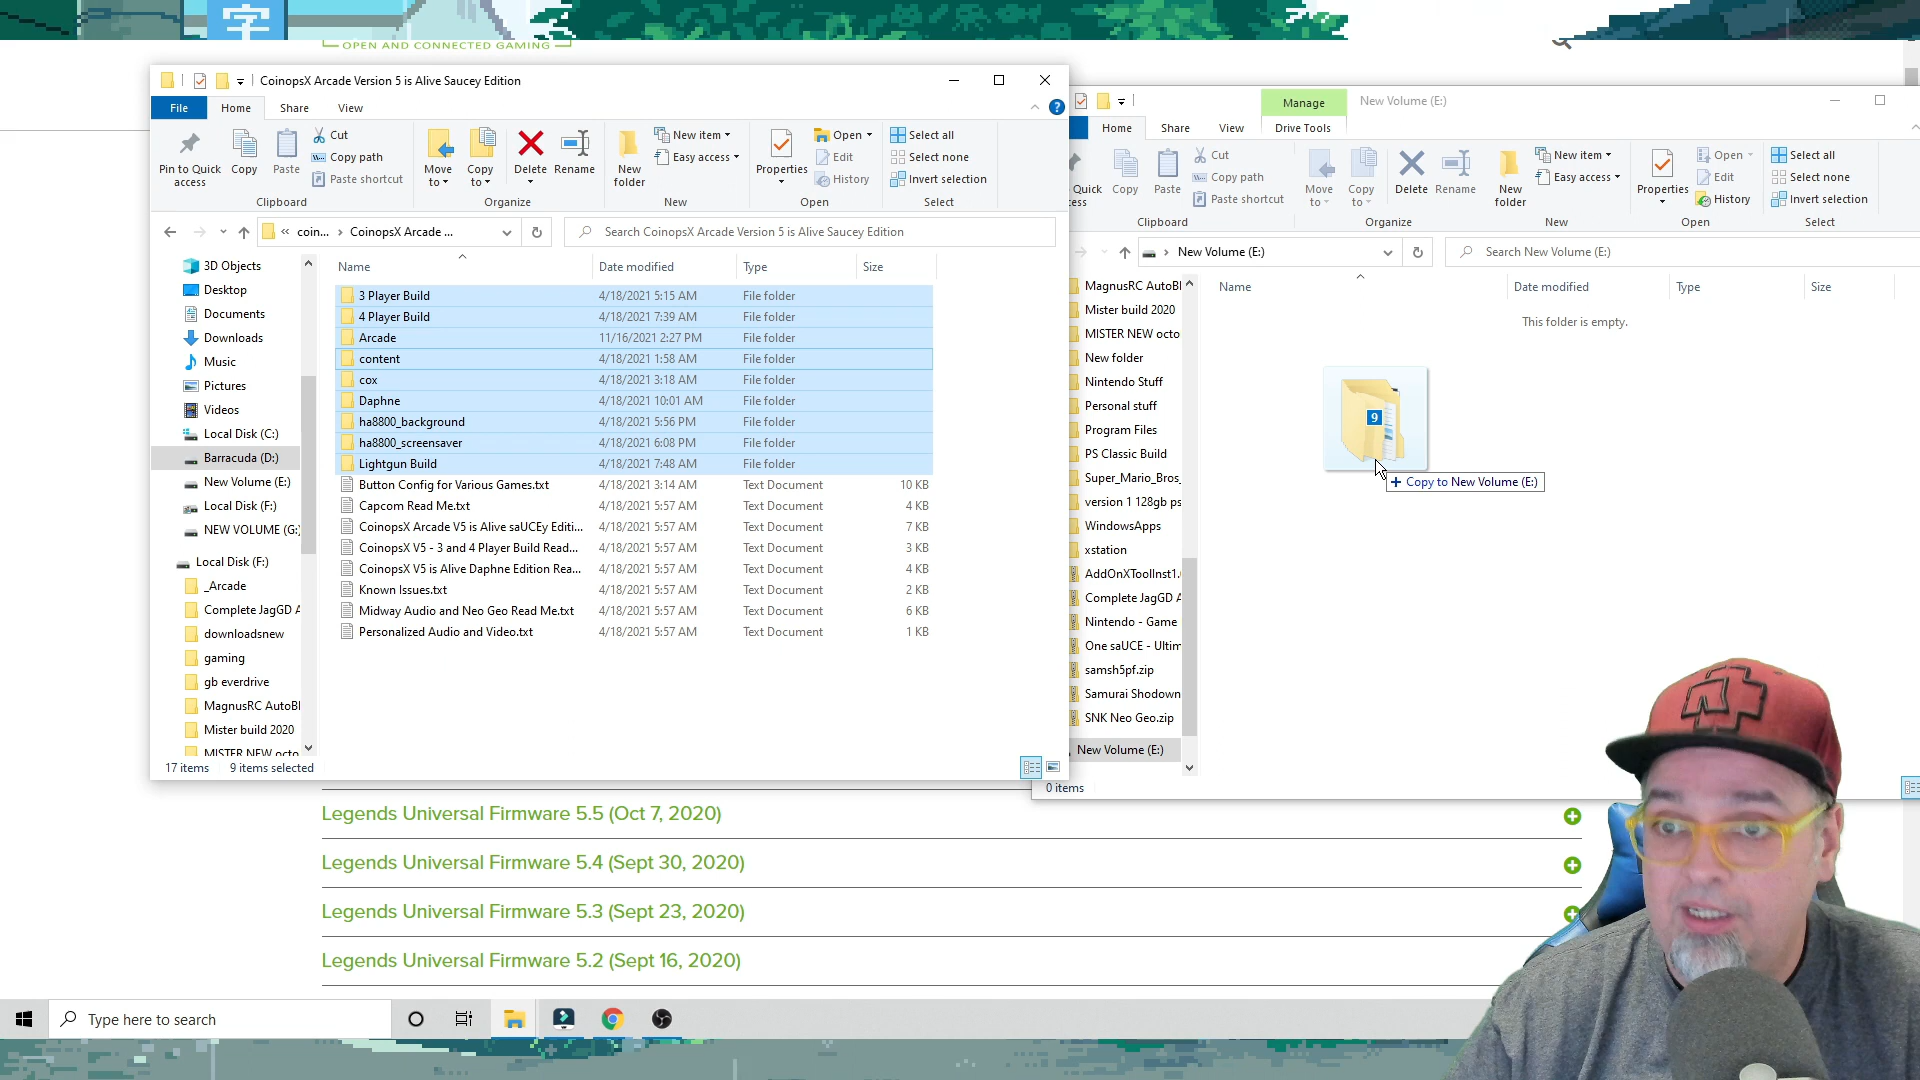 字
OPEN AND CONNECTED GAMING
CoinopsX Arcade Version 5 is Alive Saucey Edition
File Home Share View
Pin to Quick access
Copy
Paste
Cut
Copy path
Paste shortcut
Clipboard
Move to
Copy to
Delete
Rename
Organize
New folder
New item
Easy access
New
Properties
Open
Edit
History
Open
Select all
Select none
Invert selection
Select
« coin... › CoinopsX Arcade ...
Search CoinopsX Arcade Version 5 is Alive Saucey Edition
3D Objects
Desktop
Documents
Downloads
Music
Pictures
Videos
Local Disk (C:)
Barracuda (D:)
New Volume (E:)
Local Disk (F:)
NEW VOLUME (G:
Local Disk (F:)
_Arcade
Complete JagGD A
downloadsnew
gaming
gb everdrive
MagnusRC AutoBl
Mister build 2020
MISTER NEW octo
Name Date modified Type Size
3 Player Build 4/18/2021 5:15 AM File folder
4 Player Build 4/18/2021 7:39 AM File folder
Arcade 11/16/2021 2:27 PM File folder
content 4/18/2021 1:58 AM File folder
cox 4/18/2021 3:18 AM File folder
Daphne 4/18/2021 10:01 AM File folder
ha8800_background 4/18/2021 5:56 PM File folder
ha8800_screensaver 4/18/2021 6:08 PM File folder
Lightgun Build 4/18/2021 7:48 AM File folder
Button Config for Various Games.txt 4/18/2021 3:14 AM Text Document 10 KB
Capcom Read Me.txt 4/18/2021 5:57 AM Text Document 4 KB
CoinopsX Arcade V5 is Alive saUCEy Editi... 4/18/2021 5:57 AM Text Document 7 KB
CoinopsX V5 - 3 and 4 Player Build Read... 4/18/2021 5:57 AM Text Document 3 KB
CoinopsX V5 is Alive Daphne Edition Rea... 4/18/2021 5:57 AM Text Document 4 KB
Known Issues.txt 4/18/2021 5:57 AM Text Document 2 KB
Midway Audio and Neo Geo Read Me.txt 4/18/2021 5:57 AM Text Document 6 KB
Personalized Audio and Video.txt 4/18/2021 5:57 AM Text Document 1 KB
17 items 9 items selected
Manage New Volume (E:)
Home Share View Drive Tools
Quick
Copy
Paste
Cut
Copy path
Paste shortcut
Clipboard
Move to
Copy to
Delete
Rename
Organize
New folder
New item
Easy access
New
Properties
Open
Edit
History
Open
Select all
Select none
Invert selection
Select
› New Volume (E:)
Search New Volume (E:)
MagnusRC AutoBl
Mister build 2020
MISTER NEW octo
New folder
Nintendo Stuff
Personal stuff
Program Files
PS Classic Build
Super_Mario_Bros_
version 1 128gb ps
WindowsApps
xstation
AddOnXToolInst1.
Complete JagGD A
Nintendo - Game
One saUCE - Ultim
samsh5pf.zip
Samurai Shodown
SNK Neo Geo.zip
New Volume (E:)
Name Date modified Type Size
This folder is empty.
9
+ Copy to New Volume (E:)
0 items
Legends Universal Firmware 5.5 (Oct 7, 2020)
Legends Universal Firmware 5.4 (Sept 30, 2020)
Legends Universal Firmware 5.3 (Sept 23, 2020)
Legends Universal Firmware 5.2 (Sept 16, 2020)
Type here to search